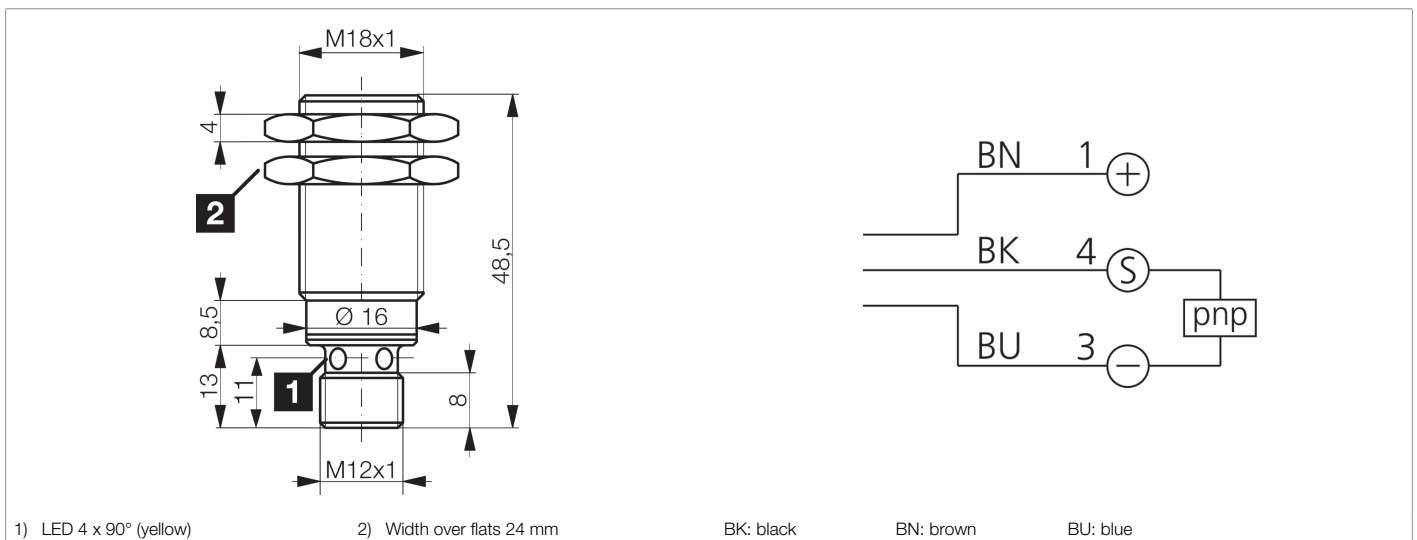 M18x1
4
2
48,5
8,5
Ø 16
13
11
1
8
M12x1
BN 1 +
BK 4 S
pnp
BU 3 −
1) LED 4 x 90° (yellow)
2) Width over flats 24 mm
BK: black
BN: brown
BU: blue